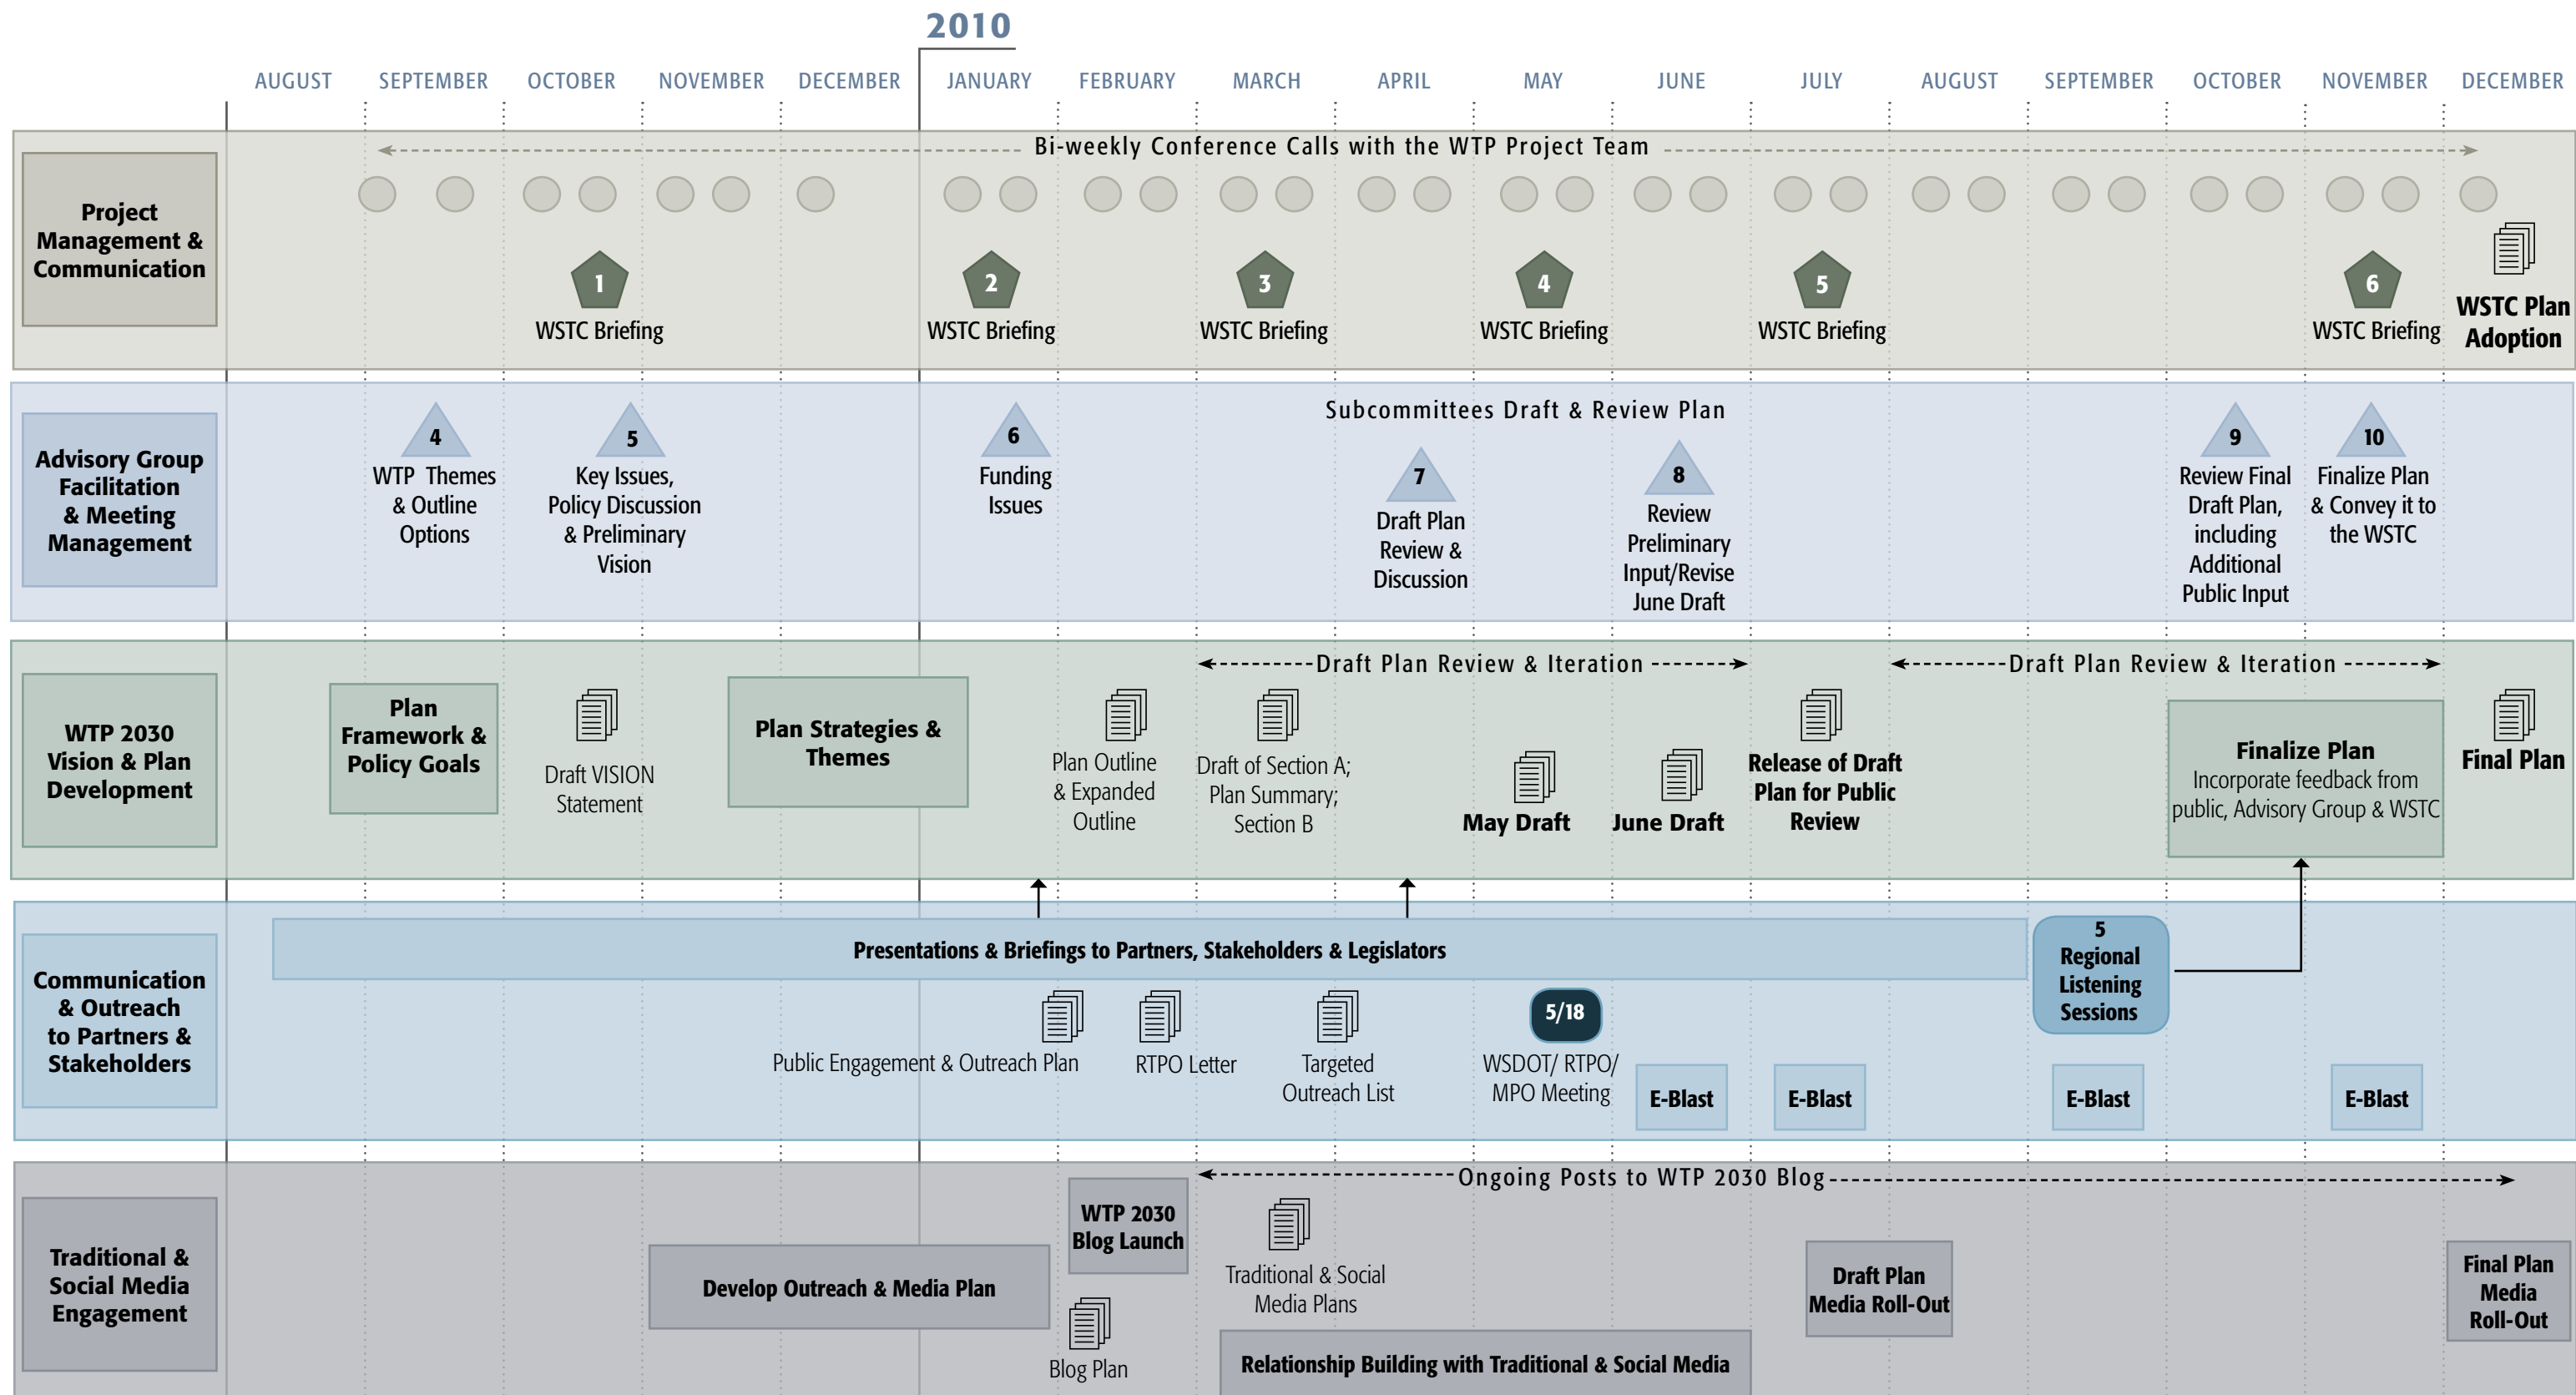 2010
AUGUST SEPTEMBER OCTOBER NOVEMBER DECEMBER JANUARY FEBRUARY MARCH APRIL MAY JUNE JULY AUGUST SEPTEMBER OCTOBER NOVEMBER DECEMBER
Project
Management &
Communication
Bi-weekly Conference Calls with the WTP Project Team
1
WSTC Briefing
2
WSTC Briefing
3
WSTC Briefing
4
WSTC Briefing
5
WSTC Briefing
6
WSTC Briefing
WSTC Plan
Adoption
Advisory Group
Facilitation
& Meeting
Management
Subcommittees Draft & Review Plan
4
WTP Themes
& Outline
Options
5
Key Issues,
Policy Discussion
& Preliminary
Vision
6
Funding
Issues
7
Draft Plan
Review &
Discussion
8
Review
Preliminary
Input/Revise
June Draft
9
Review Final
Draft Plan,
including
Additional
Public Input
10
Finalize Plan
& Convey it to
the WSTC
WTP 2030
Vision & Plan
Development
Draft Plan Review & Iteration
Draft Plan Review & Iteration
Plan
Framework &
Policy Goals
Draft VISION
Statement
Plan Strategies &
Themes
Plan Outline
& Expanded
Outline
Draft of Section A;
Plan Summary;
Section B
May Draft
June Draft
Release of Draft
Plan for Public
Review
Finalize Plan
Incorporate feedback from
public, Advisory Group & WSTC
Final Plan
Communication
& Outreach
to Partners &
Stakeholders
Presentations & Briefings to Partners, Stakeholders & Legislators
5
Regional
Listening
Sessions
Public Engagement & Outreach Plan
RTPO Letter
Targeted
Outreach List
5/18
WSDOT/ RTPO/
MPO Meeting
E-Blast
E-Blast
E-Blast
E-Blast
Traditional &
Social Media
Engagement
Ongoing Posts to WTP 2030 Blog
Develop Outreach & Media Plan
WTP 2030
Blog Launch
Blog Plan
Traditional & Social
Media Plans
Relationship Building with Traditional & Social Media
Draft Plan
Media Roll-Out
Final Plan
Media
Roll-Out